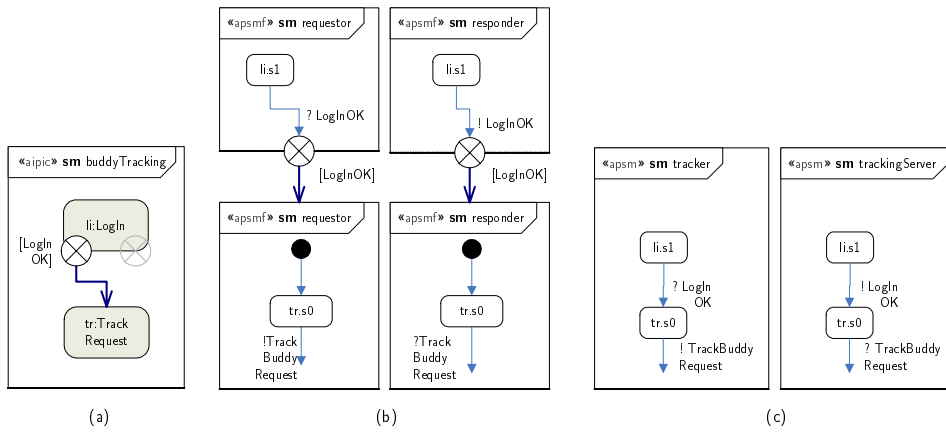 «aipic» sm buddyTracking
li:LogIn
[LogIn
OK]
tr:Track
Request
(a)
«apsmf» sm requestor
li.s1
? LogInOK
[LogInOK]
«apsmf» sm requestor
tr.s0
!Track
Buddy
Request
«apsmf» sm responder
li.s1
! LogInOK
[LogInOK]
«apsmf» sm responder
tr.s0
?Track
Buddy
Request
(b)
«apsm» sm tracker
li.s1
? LogIn
OK
tr.s0
! TrackBuddy
Request
«apsm» sm trackingServer
li.s1
! LogIn
OK
tr.s0
? TrackBuddy
Request
(c)